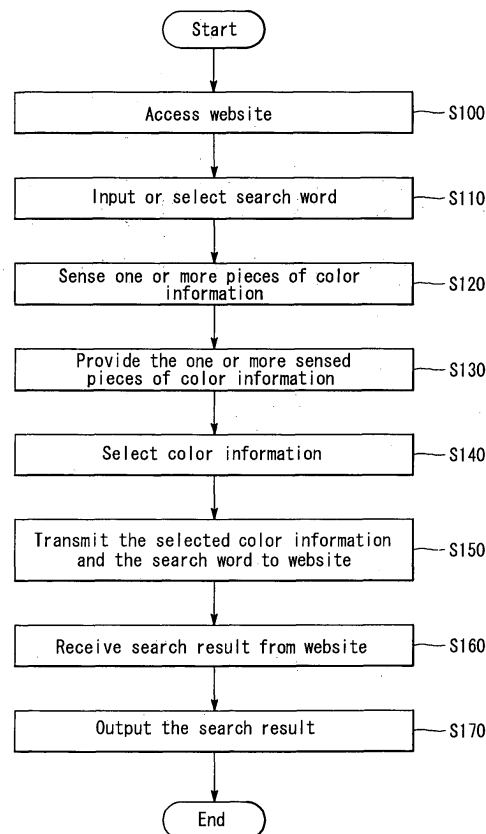 Start
Access website
S100
Input or select search word
S110
Sense one or more pieces of color
information
S120
Provide the one or more sensed
pieces of color information
S130
Select color information
S140
Transmit the selected color information
and the search word to website
S150
Receive search result from website
S160
Output the search result
S170
End